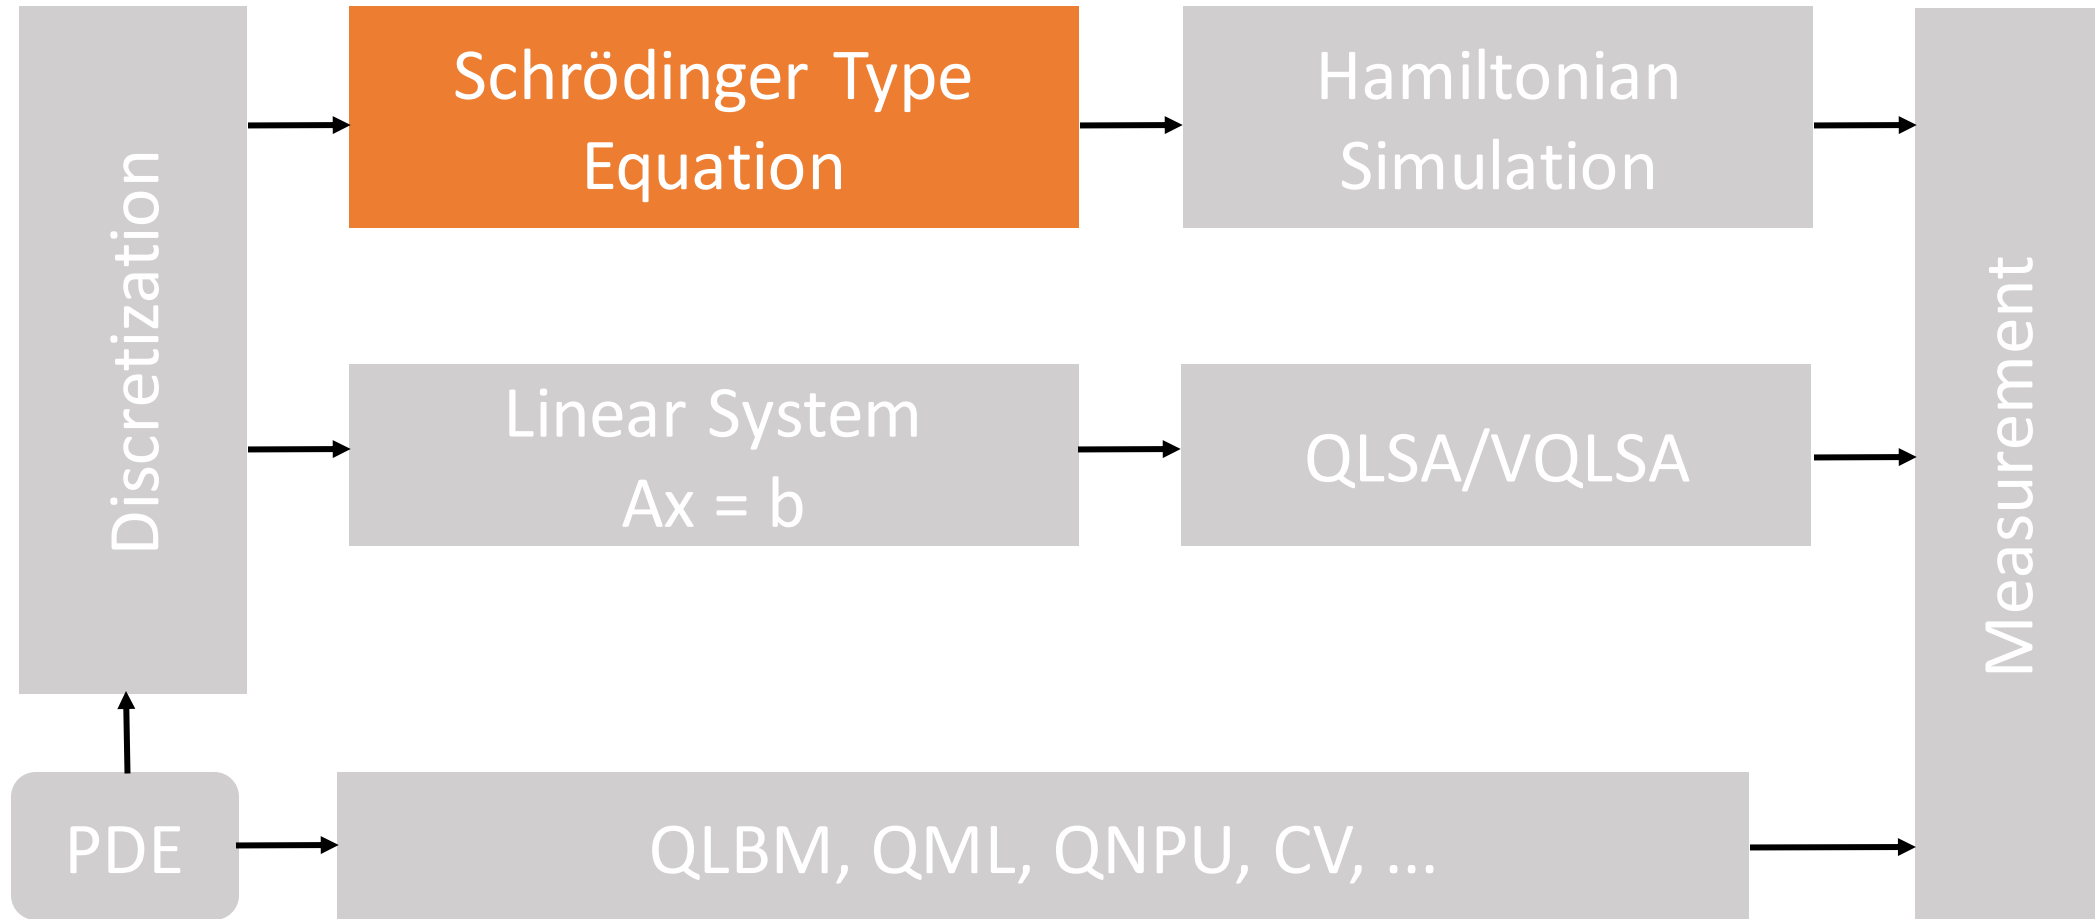 Discretization
Schrödinger Type
Equation
Hamiltonian
Simulation
Linear System
Ax = b
QLSA/VQLSA
Measurement
PDE
QLBM, QML, QNPU, CV, ...